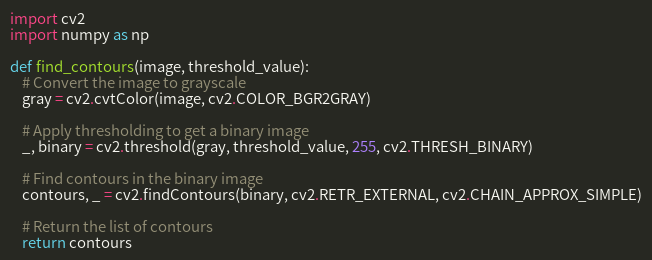 import cv2
import numpy as np
def find_contours(image, threshold_value):
# Convert the image to grayscale
gray = cv2.cvtColor(image, cv2.COLOR_BGR2GRAY)
# Apply thresholding to get a binary image
_, binary = cv2.threshold(gray, threshold_value, 255, cv2.THRESH_BINARY)
# Find contours in the binary image
contours, _ = cv2.findContours(binary, cv2.RETR_EXTERNAL, cv2.CHAIN_APPROX_SIMPLE)
# Return the list of contours
return contours